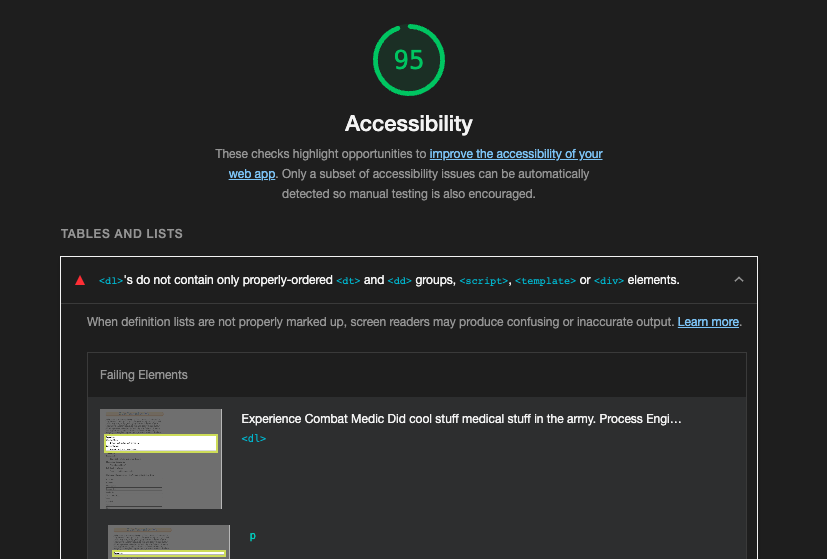 95
Accessibility
These checks highlight opportunities to improve the accessibility of your
web app. Only a subset of accessibility issues can be automatically
detected so manual testing is also encouraged.
TABLES AND LISTS
<dl>'s do not contain only properly-ordered <dt> and <dd> groups, <script>, <template> or <div> elements.
When definition lists are not properly marked up, screen readers may produce confusing or inaccurate output. Learn more.
Failing Elements
Experience Combat Medic Did cool stuff medical stuff in the army. Process Engi…
<dl>
p